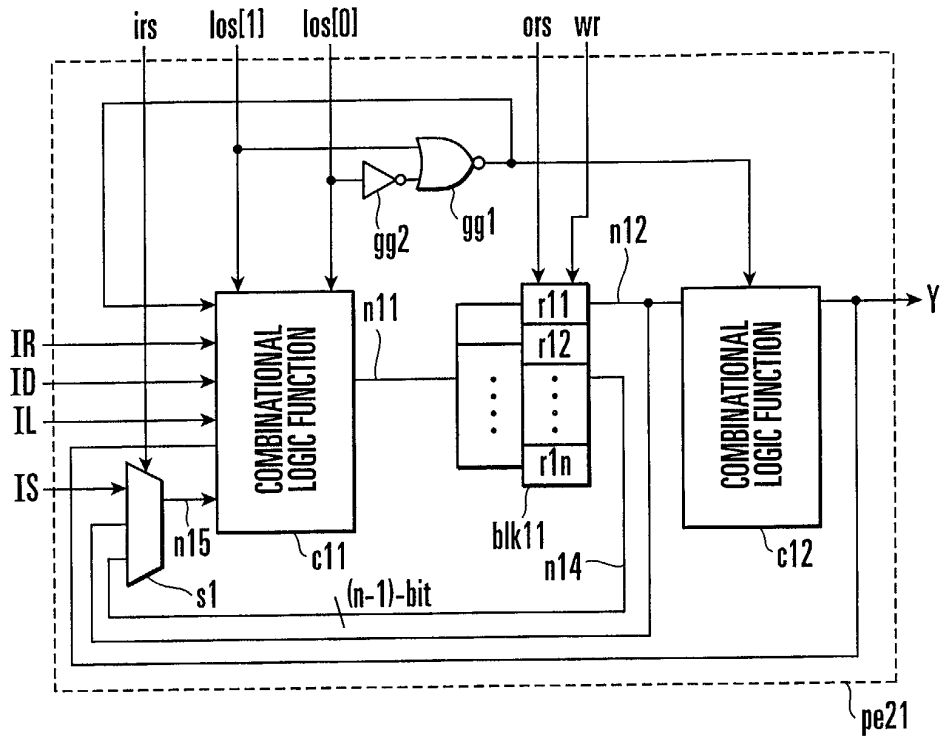 irs
los[1]
los[0]
ors
wr
gg2
gg1
n12
n11
r11
r12
r1n
Y
IR
ID
IL
IS
COMBINATIONAL
LOGIC FUNCTION
COMBINATIONAL
LOGIC FUNCTION
n15
c11
blk11
n14
c12
s1
(n-1)-bit
pe21